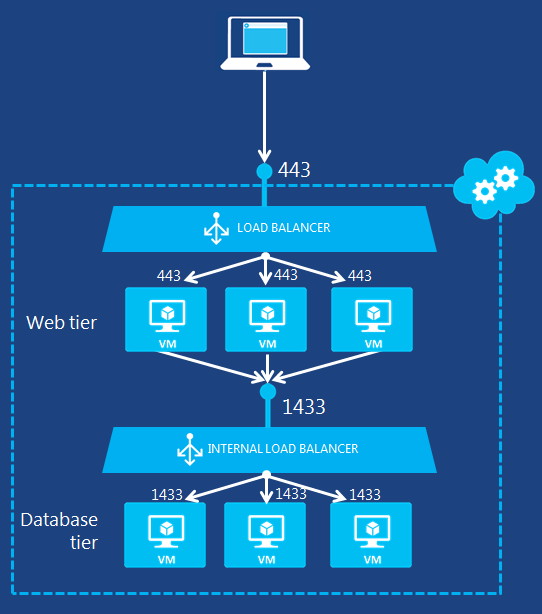 443
LOAD BALANCER
443
443
443
Web tier
VM
VM
VM
1433
INTERNAL LOAD BALANCER
1433
1433
1433
Database
tier
VM
VM
VM